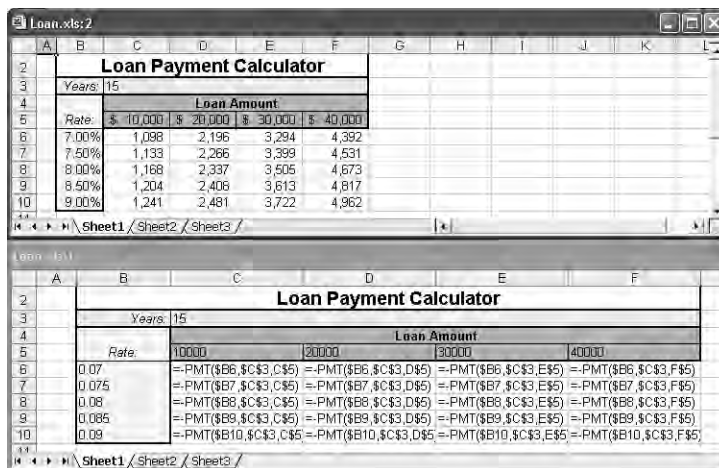 Loan.xls:2
A B C D E F G H I J K L
2 Loan Payment Calculator
3 Years: 15
4 Loan Amount
5 Rate: $ 10,000 $ 20,000 $ 30,000 $ 40,000
6 7.00% 1,098 2,196 3,294 4,392
7 7.50% 1,133 2,266 3,399 4,531
8 8.00% 1,168 2,337 3,505 4,673
9 8.50% 1,204 2,408 3,613 4,817
10 9.00% 1,241 2,481 3,722 4,962
Sheet1 / Sheet2 / Sheet3 /
Loan.xls:1
A B C D E F
2 Loan Payment Calculator
3 Years: 15
4 Loan Amount
5 Rate: 10000 20000 30000 40000
6 0.07 =-PMT($B6,$C$3,C$5) =-PMT($B6,$C$3,D$5) =-PMT($B6,$C$3,E$5) =-PMT($B6,$C$3,F$5)
7 0.075 =-PMT($B7,$C$3,C$5) =-PMT($B7,$C$3,D$5) =-PMT($B7,$C$3,E$5) =-PMT($B7,$C$3,F$5)
8 0.08 =-PMT($B8,$C$3,C$5) =-PMT($B8,$C$3,D$5) =-PMT($B8,$C$3,E$5) =-PMT($B8,$C$3,F$5)
9 0.085 =-PMT($B9,$C$3,C$5) =-PMT($B9,$C$3,D$5) =-PMT($B9,$C$3,E$5) =-PMT($B9,$C$3,F$5)
10 0.09 =-PMT($B10,$C$3,C$5 =-PMT($B10,$C$3,D$5 =-PMT($B10,$C$3,E$5 =-PMT($B10,$C$3,F$5)
Sheet1 / Sheet2 / Sheet3 /